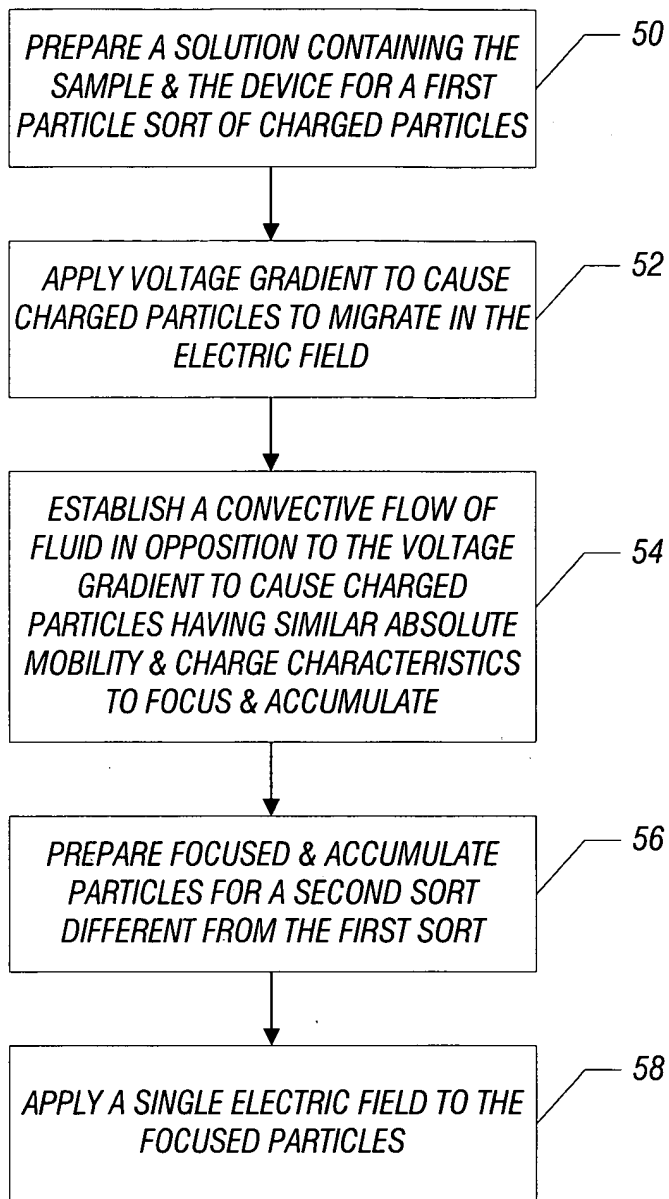 PREPARE A SOLUTION CONTAINING THE
SAMPLE & THE DEVICE FOR A FIRST
PARTICLE SORT OF CHARGED PARTICLES
50
APPLY VOLTAGE GRADIENT TO CAUSE
CHARGED PARTICLES TO MIGRATE IN THE
ELECTRIC FIELD
52
ESTABLISH A CONVECTIVE FLOW OF
FLUID IN OPPOSITION TO THE VOLTAGE
GRADIENT TO CAUSE CHARGED
PARTICLES HAVING SIMILAR ABSOLUTE
MOBILITY & CHARGE CHARACTERISTICS
TO FOCUS & ACCUMULATE
54
PREPARE FOCUSED & ACCUMULATE
PARTICLES FOR A SECOND SORT
DIFFERENT FROM THE FIRST SORT
56
APPLY A SINGLE ELECTRIC FIELD TO THE
FOCUSED PARTICLES
58